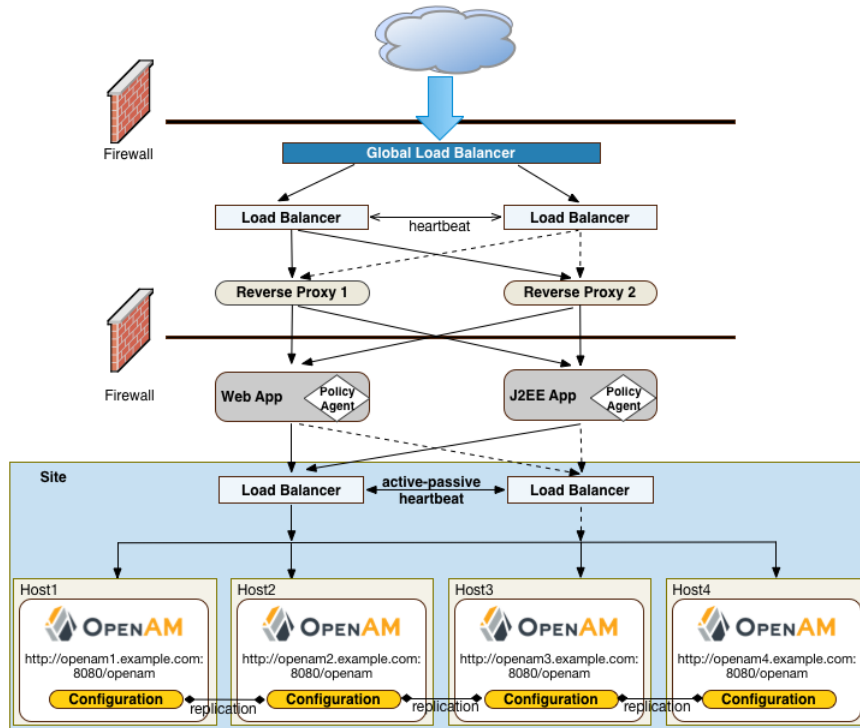 Firewall
Global Load Balancer
Load Balancer
heartbeat
Load Balancer
Reverse Proxy 1
Reverse Proxy 2
Firewall
Web App
Policy
Agent
J2EE App
Policy
Agent
Site
Load Balancer
active-passive
heartbeat
Load Balancer
Host1
OPENAM
http://openam1.example.com:
8080/openam
Configuration
replication
Host2
OPENAM
http://openam2.example.com:
8080/openam
Configuration
replication
Host3
OPENAM
http://openam3.example.com:
8080/openam
Configuration
replication
Host4
OPENAM
http://openam4.example.com:
8080/openam
Configuration